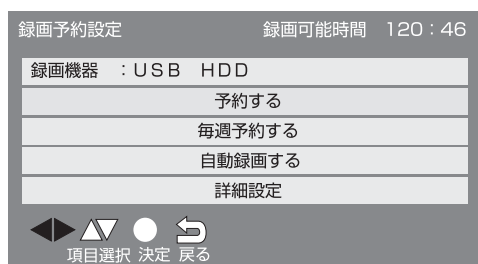 録画予約設定 録画可能時間 120：46
録画機器 ：ＵＳＢ ＨＤＤ
予約する
毎週予約する
自動録画する
詳細設定
項目選択 決定 戻る